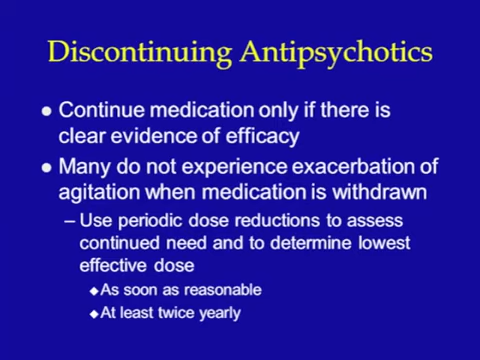 Discontinuing Antipsychotics
● Continue medication only if there is
clear evidence of efficacy
● Many do not experience exacerbation of
agitation when medication is withdrawn
– Use periodic dose reductions to assess
continued need and to determine lowest
effective dose
◆As soon as reasonable
◆At least twice yearly